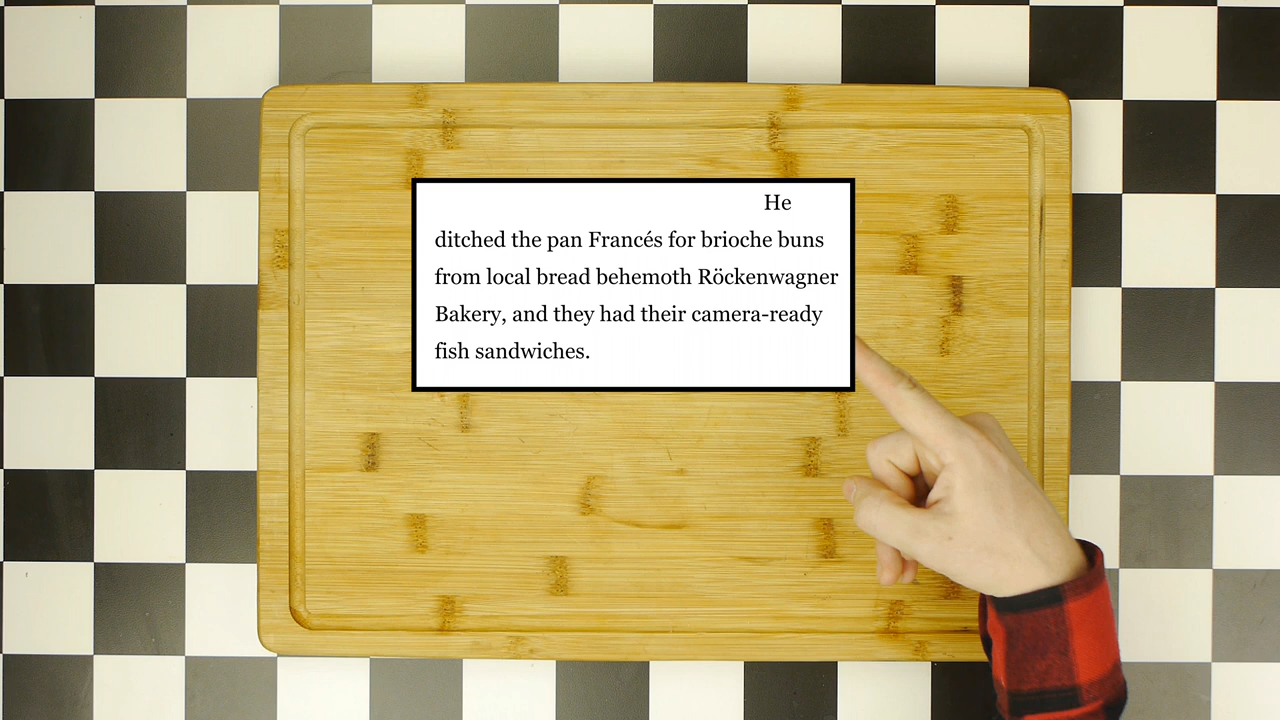 He
ditched the pan Francés for brioche buns
from local bread behemoth Röckenwagner
Bakery, and they had their camera-ready
fish sandwiches.